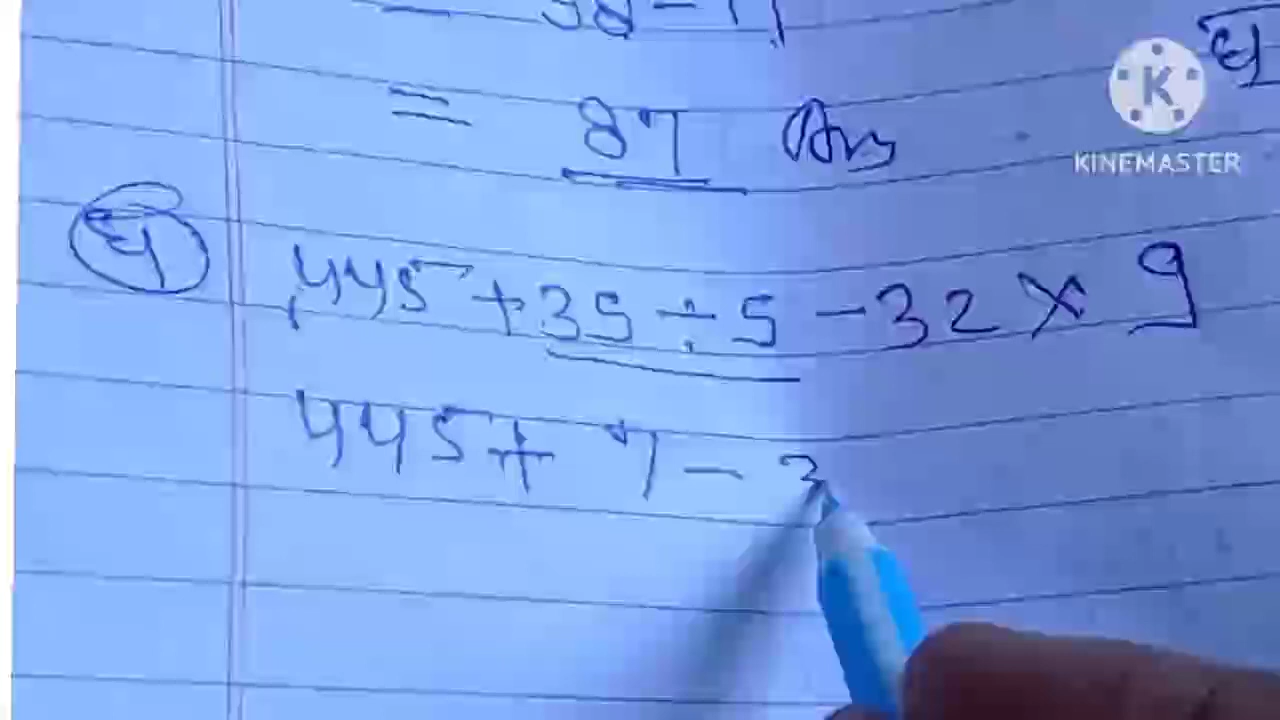 = 87 Ans
घ
KINEMASTER
घ 445 + 35 ÷ 5 - 32 × 9
445 + 7 - 3